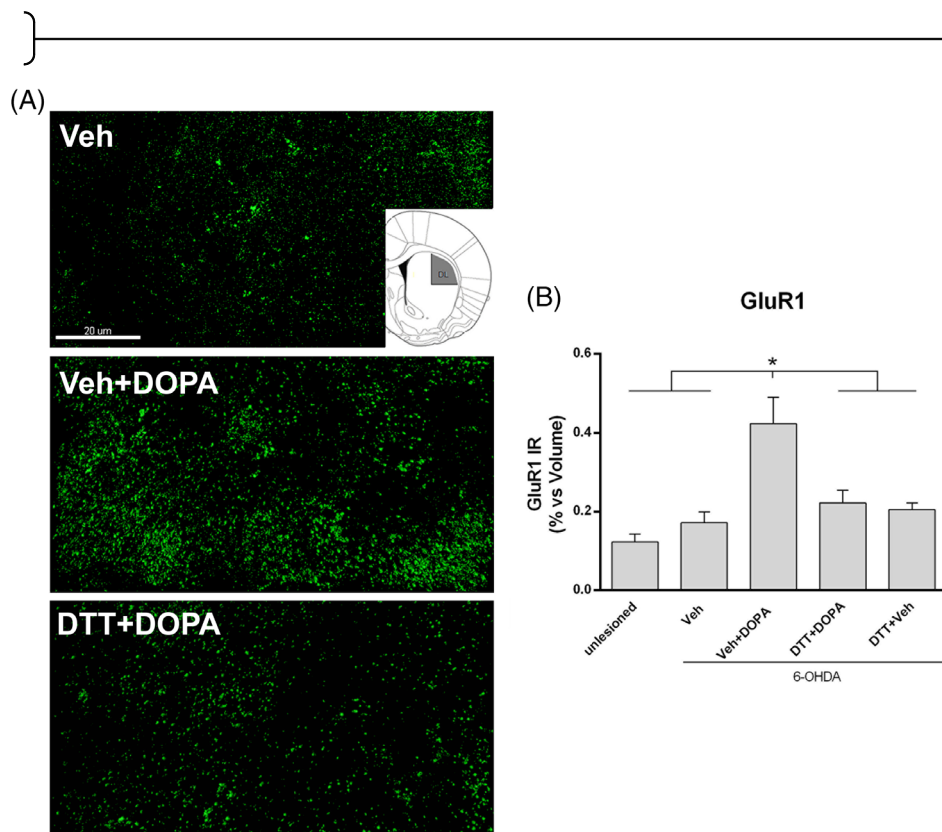 (A)
Veh
DL
20 um
Veh+DOPA
DTT+DOPA
(B)
GluR1
GluR1 IR
(% vs Volume)
0.6
0.4
0.2
0.0
*
unlesioned
Veh
Veh+DOPA
DTT+DOPA
DTT+Veh
6-OHDA